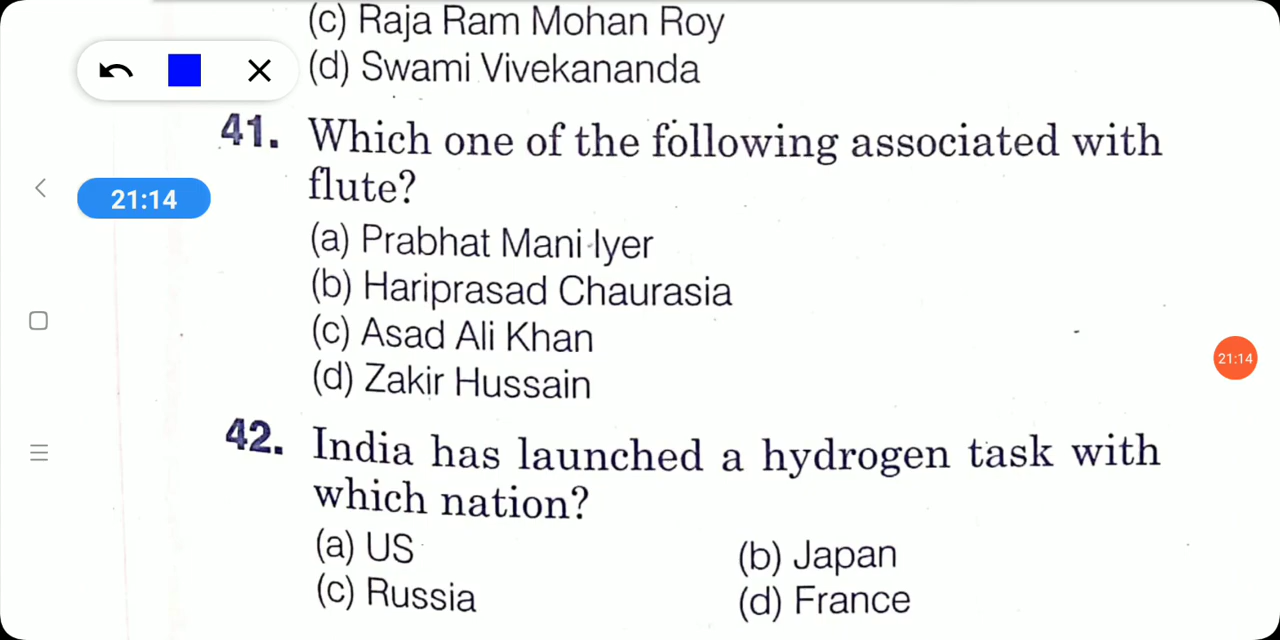 (c) Raja Ram Mohan Roy
(d) Swami Vivekananda
41. Which one of the following associated with
flute?
21:14
(a) Prabhat Mani Iyer
(b) Hariprasad Chaurasia
(c) Asad Ali Khan
21:14
(d) Zakir Hussain
42. India has launched a hydrogen task with
which nation?
(a) US
(b) Japan
(c) Russia
(d) France